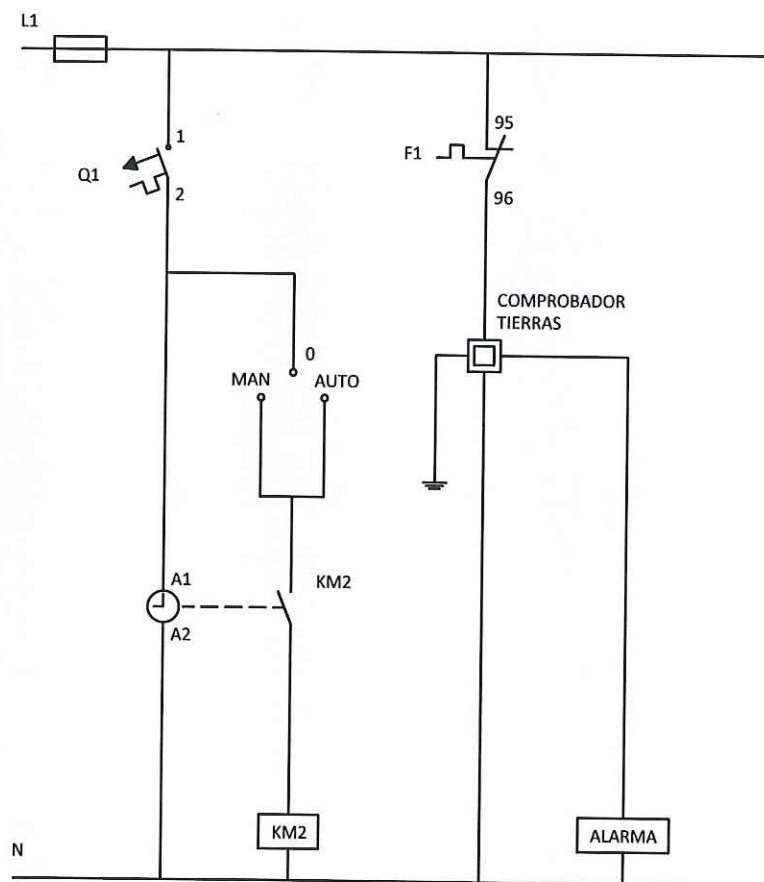 L1
1
Q1
2
95
F1
96
COMPROBADOR
TIERRAS
0
MAN
AUTO
A1
KM2
A2
KM2
ALARMA
N